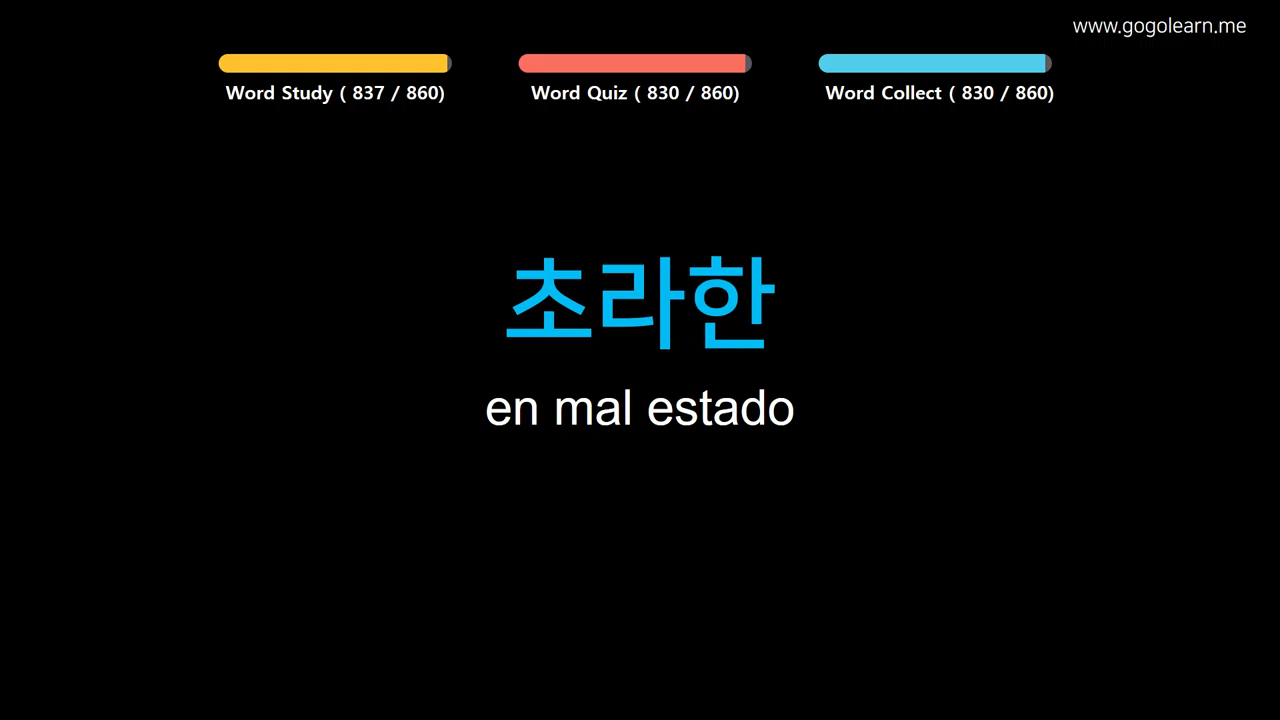 www.gogolearn.me
Word Study ( 837 / 860)
Word Quiz ( 830 / 860)
Word Collect ( 830 / 860)
초라한
en mal estado